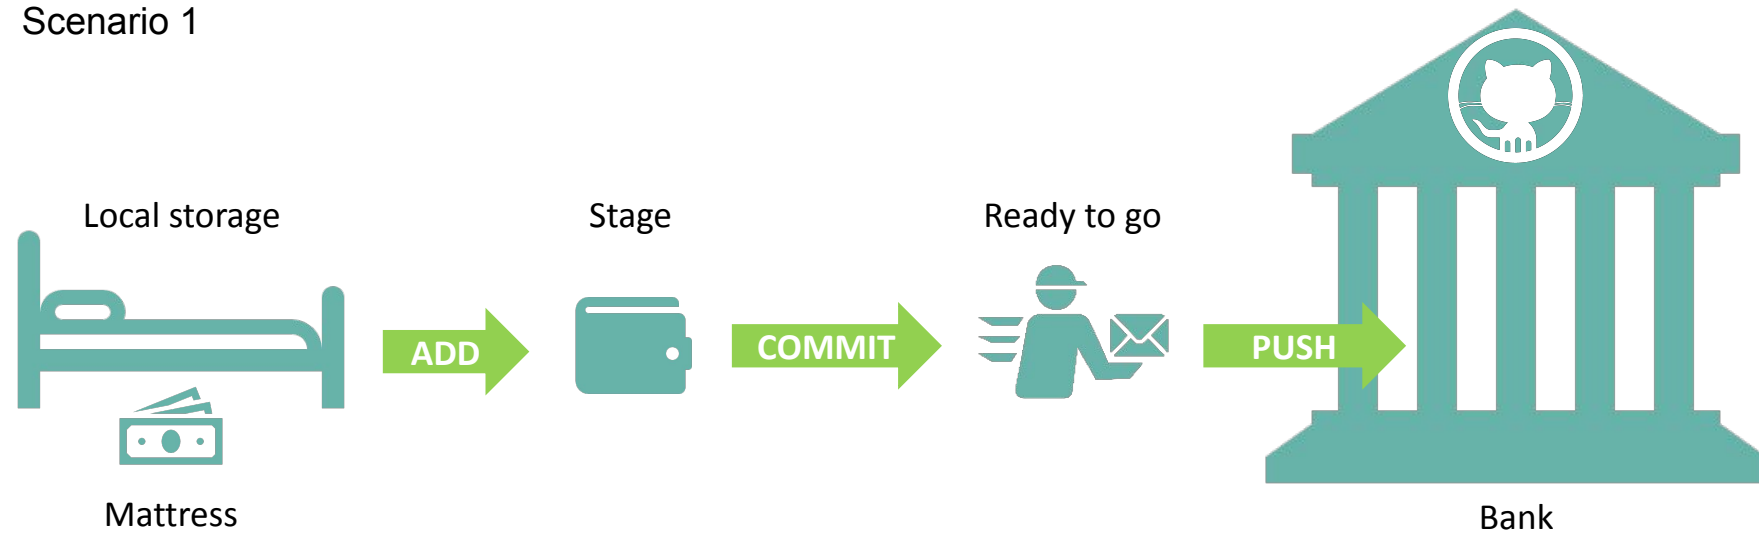 Scenario 1
Local storage
Stage
Ready to go
ADD
COMMIT
PUSH
Mattress
Bank